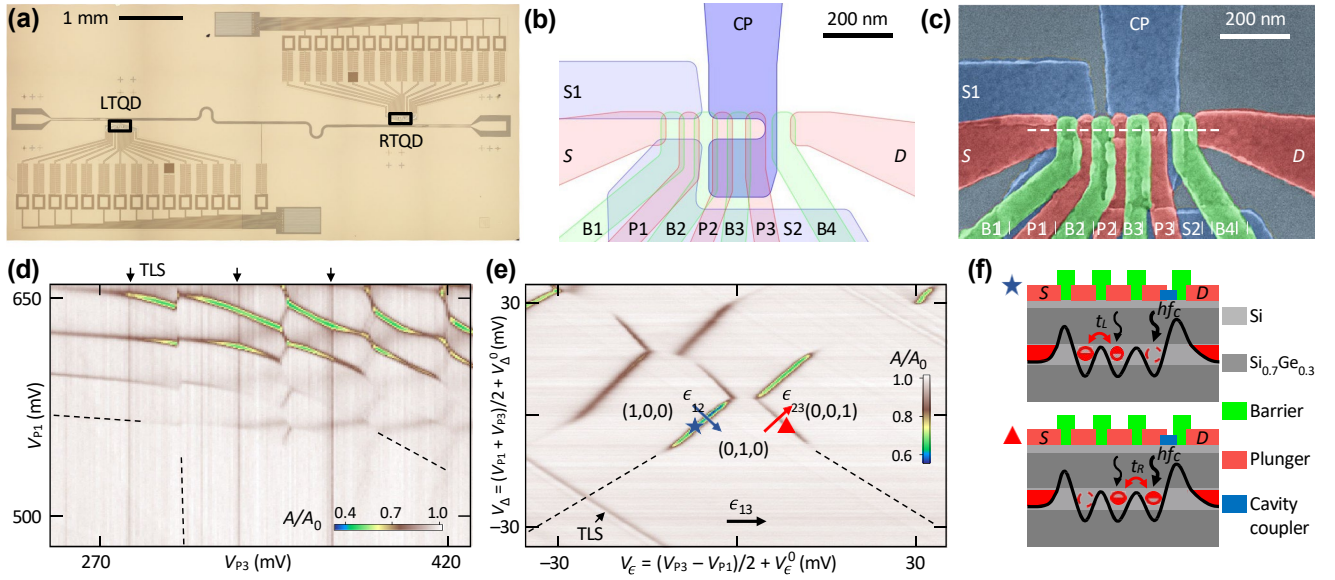 (a)
1 mm
LTQD
RTQD
(b)
200 nm
CP
S1
S
D
B1 P1 B2 P2 B3 P3 S2 B4
(c)
200 nm
CP
S1
S
D
B1 P1 B2 P2 B3 P3 S2 B4
(d)
TLS
650
500
V_P1 (mV)
A/A_0
0.4 0.7 1.0
270
420
V_P3 (mV)
(e)
30
−30
V_Δ = (V_P1 + V_P3)/2 + V_Δ^0 (mV)
A/A_0
1.0
0.8
0.6
(1,0,0)
ϵ_12
ϵ_23
(0,0,1)
(0,1,0)
TLS
ϵ_13
−30
30
V_ϵ = (V_P3 − V_P1)/2 + V_ϵ^0 (mV)
(f)
S
D
t_L
hf_C
S
D
t_R
hf_C
Si
Si_0.7Ge_0.3
Barrier
Plunger
Cavity
coupler